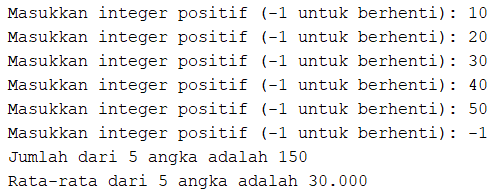 Masukkan integer positif (-1 untuk berhenti): 10
Masukkan integer positif (-1 untuk berhenti): 20
Masukkan integer positif (-1 untuk berhenti): 30
Masukkan integer positif (-1 untuk berhenti): 40
Masukkan integer positif (-1 untuk berhenti): 50
Masukkan integer positif (-1 untuk berhenti): -1
Jumlah dari 5 angka adalah 150
Rata-rata dari 5 angka adalah 30.000